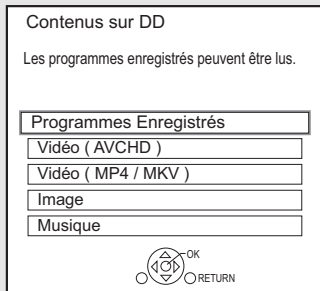 Contenus sur DD
Les programmes enregistrés peuvent être lus.
Programmes Enregistrés
Vidéo ( AVCHD )
Vidéo ( MP4 / MKV )
Image
Musique
OK
RETURN